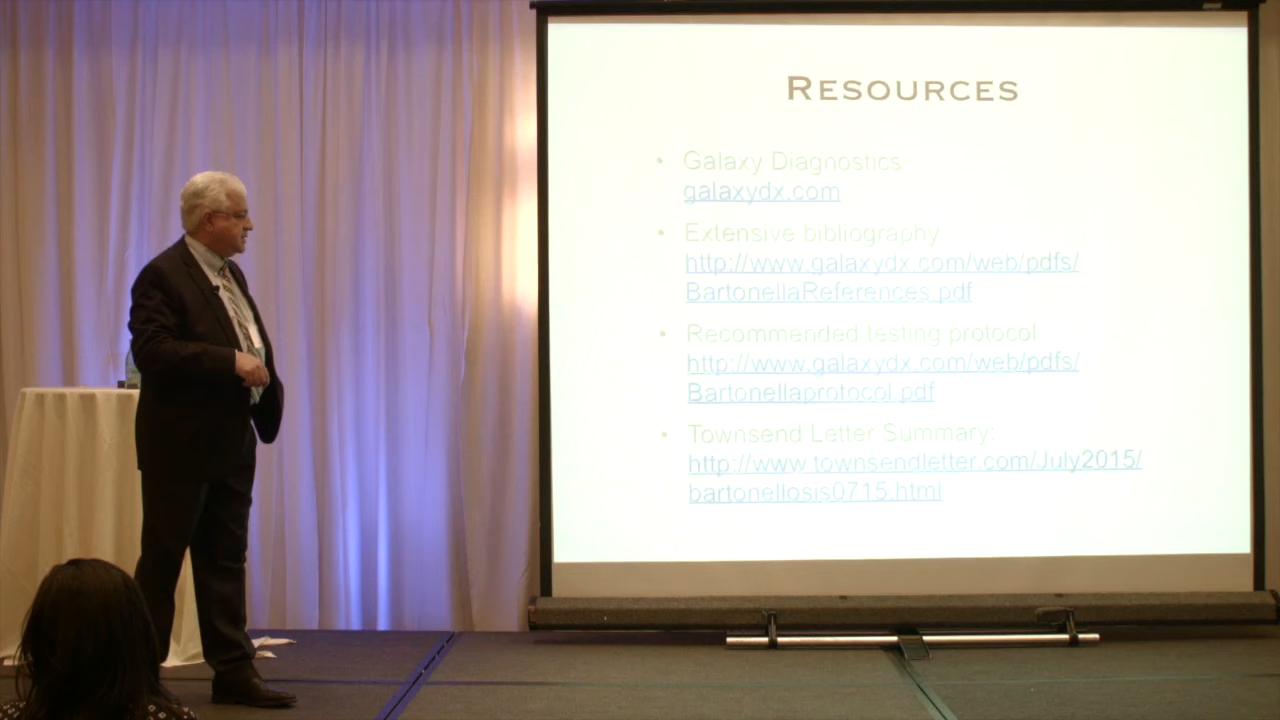 RESOURCES
• Galaxy Diagnostics
galaxydx.com
• Extensive bibliography
http://www.galaxydx.com/web/pdfs/
BartonellaReferences.pdf
• Recommended testing protocol
http://www.galaxydx.com/web/pdfs/
Bartonellaprotocol.pdf
• Townsend Letter Summary:
http://www.townsendletter.com/July2015/
bartonellosis0715.html